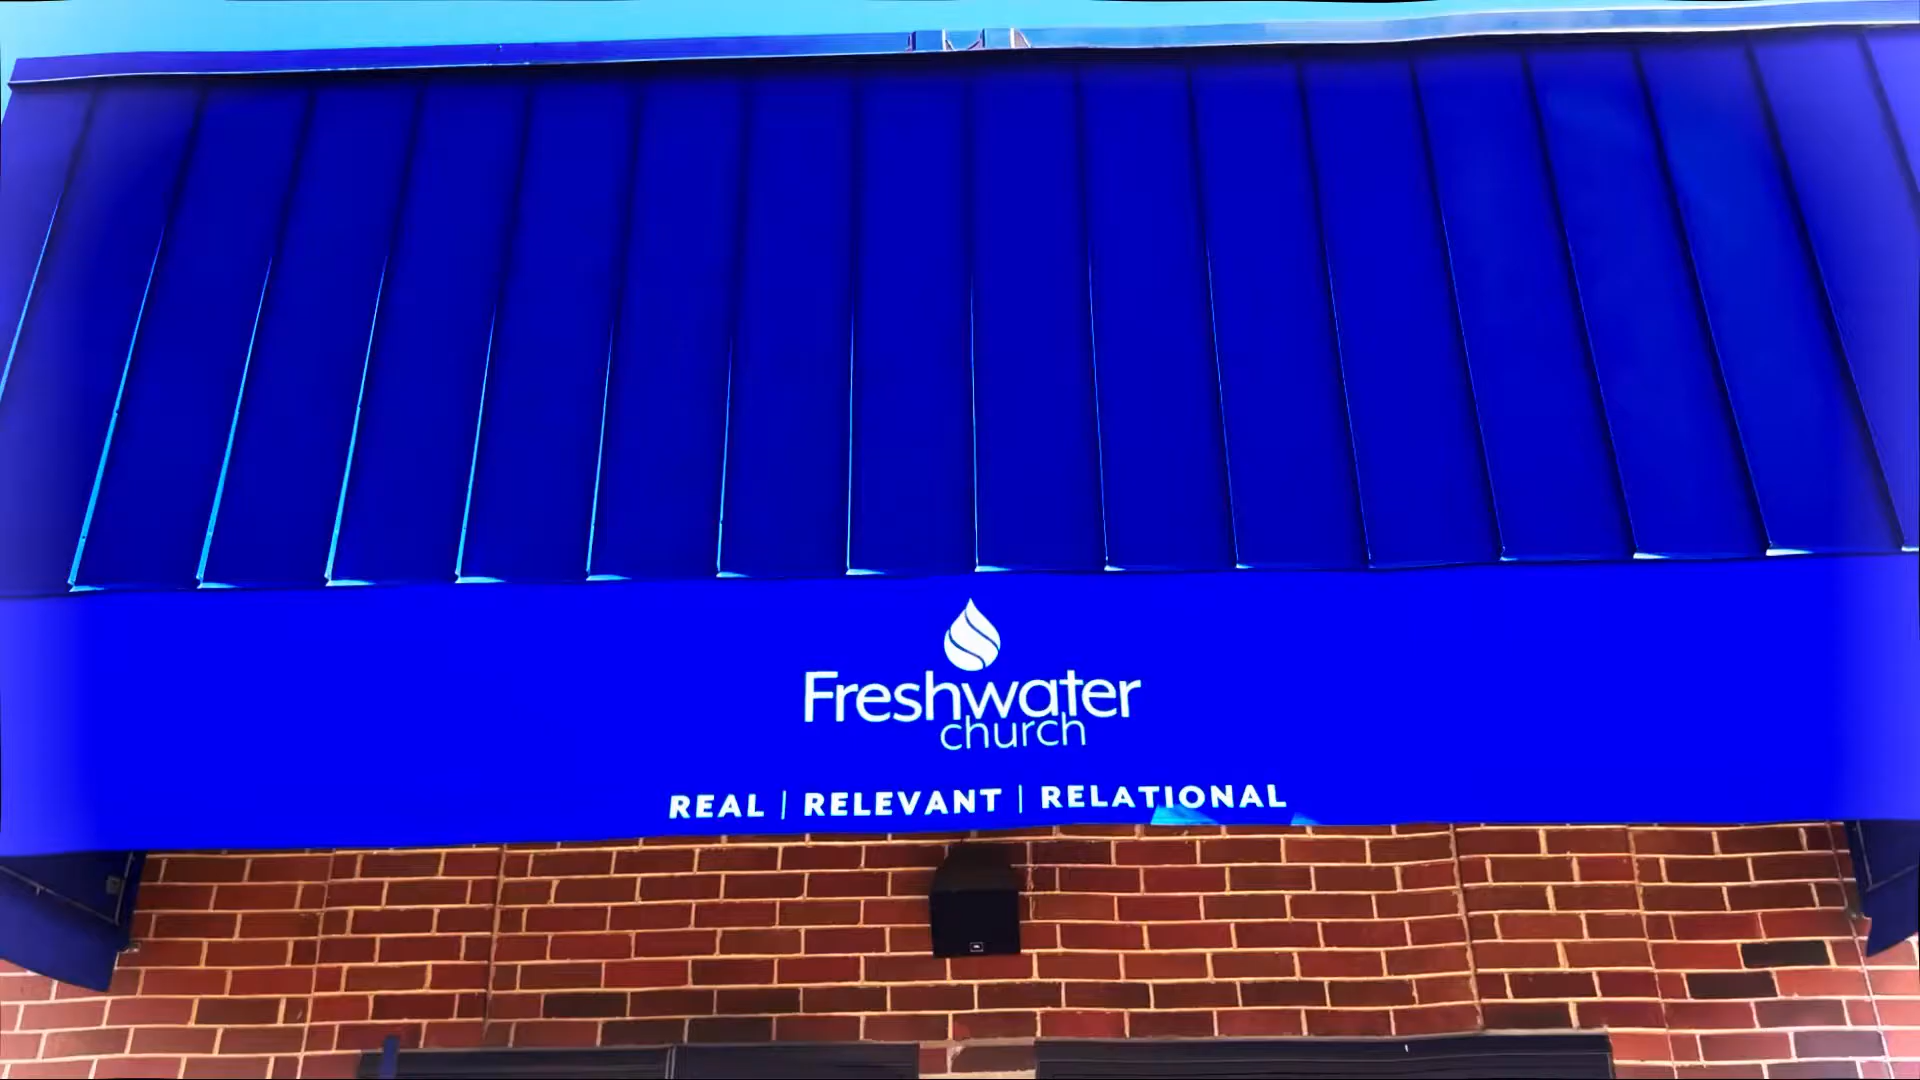 Freshwater
church
REAL | RELEVANT | RELATIONAL